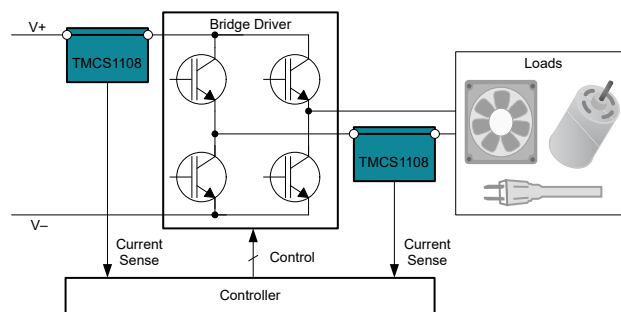 V+
Bridge Driver
TMCS1108
Loads
TMCS1108
V–
Current
Sense
Control
Current
Sense
Controller